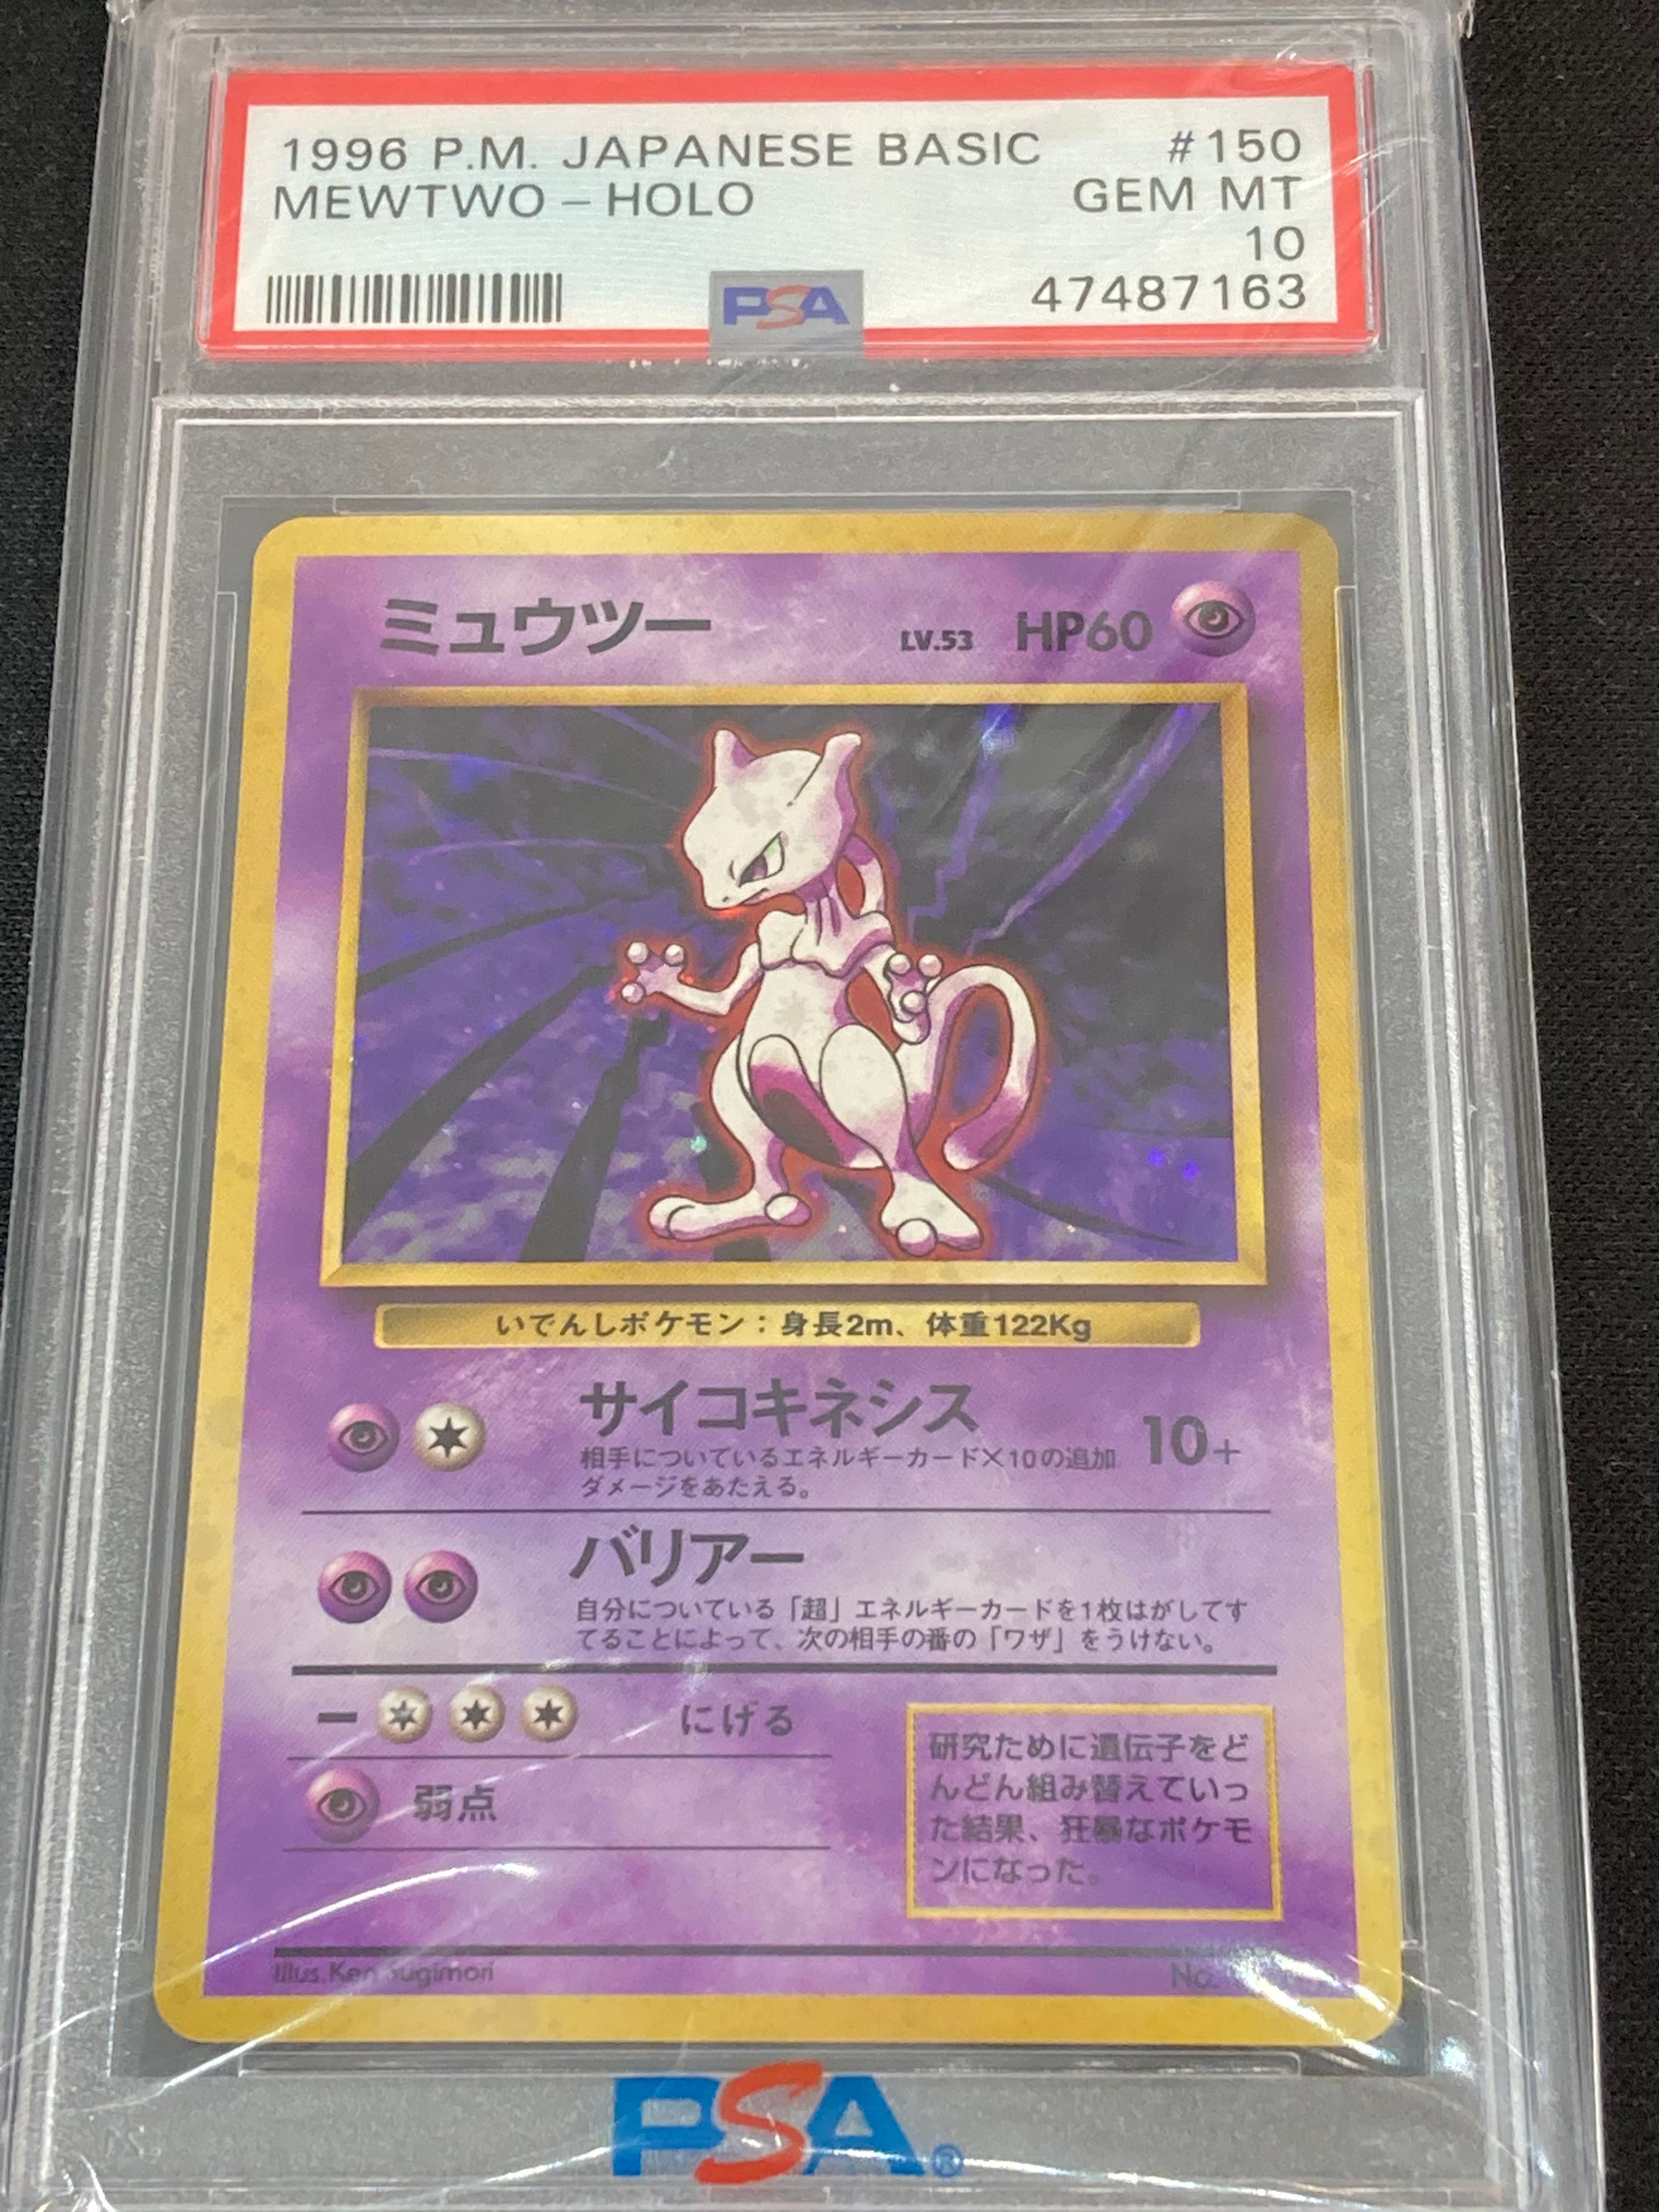 1996 P.M. JAPANESE BASIC #150
MEWTWO – HOLO GEM MT
10
PSA 47487163
ミュウツー LV.53 HP60
いでんしポケモン：身長2m、体重122Kg
サイコキネシス 10+
相手についているエネルギーカード×10の追加
ダメージをあたえる。
バリアー
自分についている「超」エネルギーカードを1枚はがしてす
てることによって、次の相手の番の「ワザ」をうけない。
にげる
弱点
研究ために遺伝子をど
んどん組み替えていっ
た結果、狂暴なポケモ
ンになった。
Illus. Ken Sugimori No.
PSA®